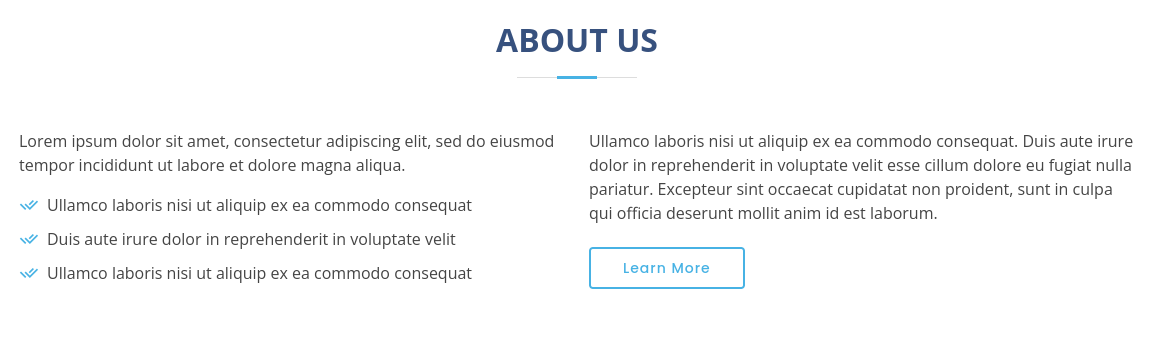 ABOUT US
Lorem ipsum dolor sit amet, consectetur adipiscing elit, sed do eiusmod
tempor incididunt ut labore et dolore magna aliqua.
Ullamco laboris nisi ut aliquip ex ea commodo consequat
Duis aute irure dolor in reprehenderit in voluptate velit
Ullamco laboris nisi ut aliquip ex ea commodo consequat
Ullamco laboris nisi ut aliquip ex ea commodo consequat. Duis aute irure
dolor in reprehenderit in voluptate velit esse cillum dolore eu fugiat nulla
pariatur. Excepteur sint occaecat cupidatat non proident, sunt in culpa
qui officia deserunt mollit anim id est laborum.
Learn More